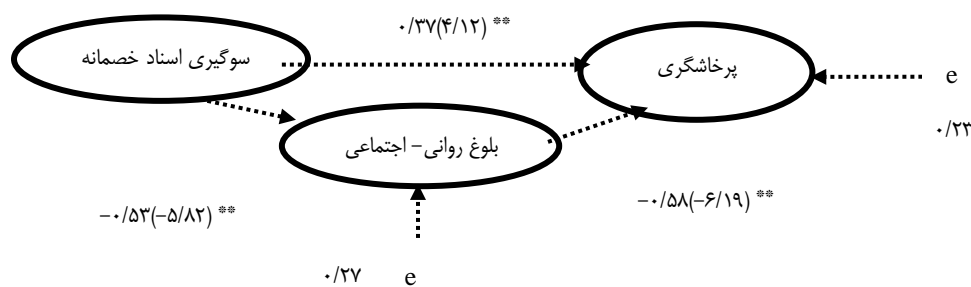 ۰/۳۷(۴/۱۲) **
سوگیری اسناد خصمانه
پرخاشگری
e
۰/۲۳
بلوغ روانی- اجتماعی
-۰/۵۳(-۵/۸۲) **
-۰/۵۸(-۶/۱۹) **
۰/۲۷ e